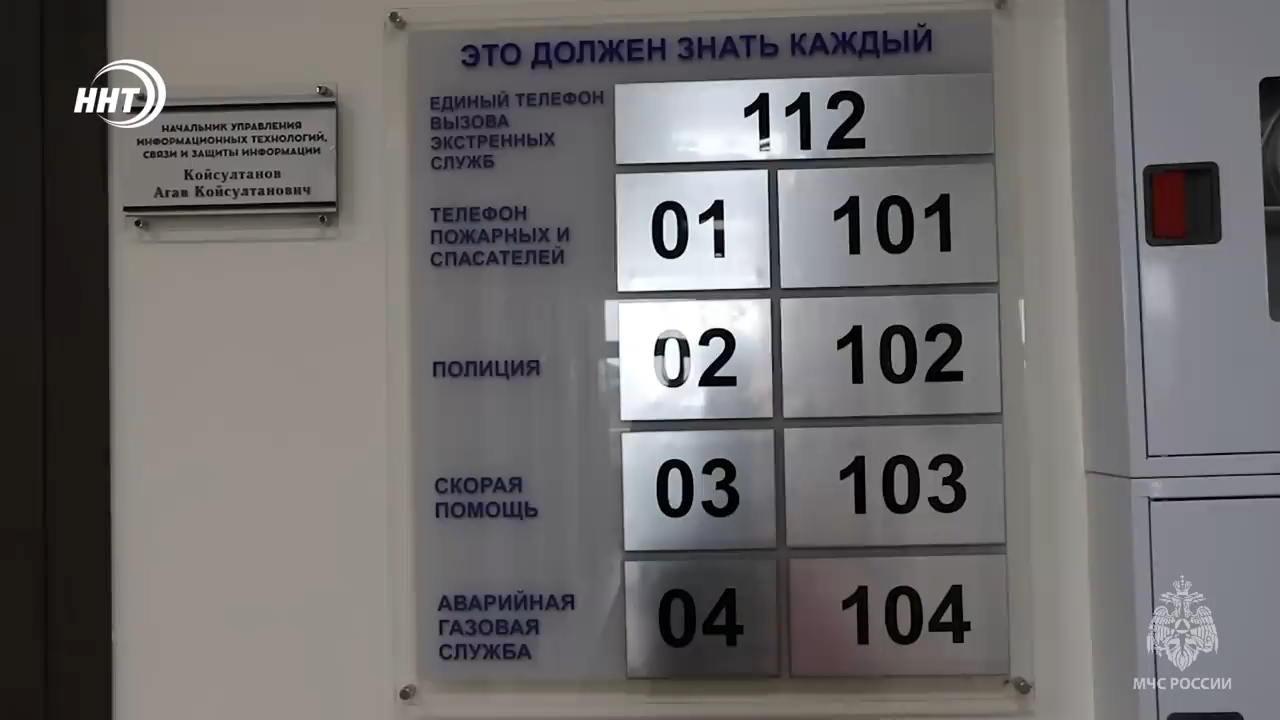 ННТ
НАЧАЛЬНИК УПРАВЛЕНИЯ
ИНФОРМАЦИОННЫХ ТЕХНОЛОГИЙ,
СВЯЗИ И ЗАЩИТЫ ИНФОРМАЦИИ
Койсултанов
Агав Койсултанович
ЭТО ДОЛЖЕН ЗНАТЬ КАЖДЫЙ
ЕДИНЫЙ ТЕЛЕФОН
ВЫЗОВА
ЭКСТРЕННЫХ
СЛУЖБ
112
ТЕЛЕФОН
ПОЖАРНЫХ И
СПАСАТЕЛЕЙ
01 101
ПОЛИЦИЯ
02 102
СКОРАЯ
ПОМОЩЬ
03 103
АВАРИЙНАЯ
ГАЗОВАЯ
СЛУЖБА
04 104
МЧС РОССИИ